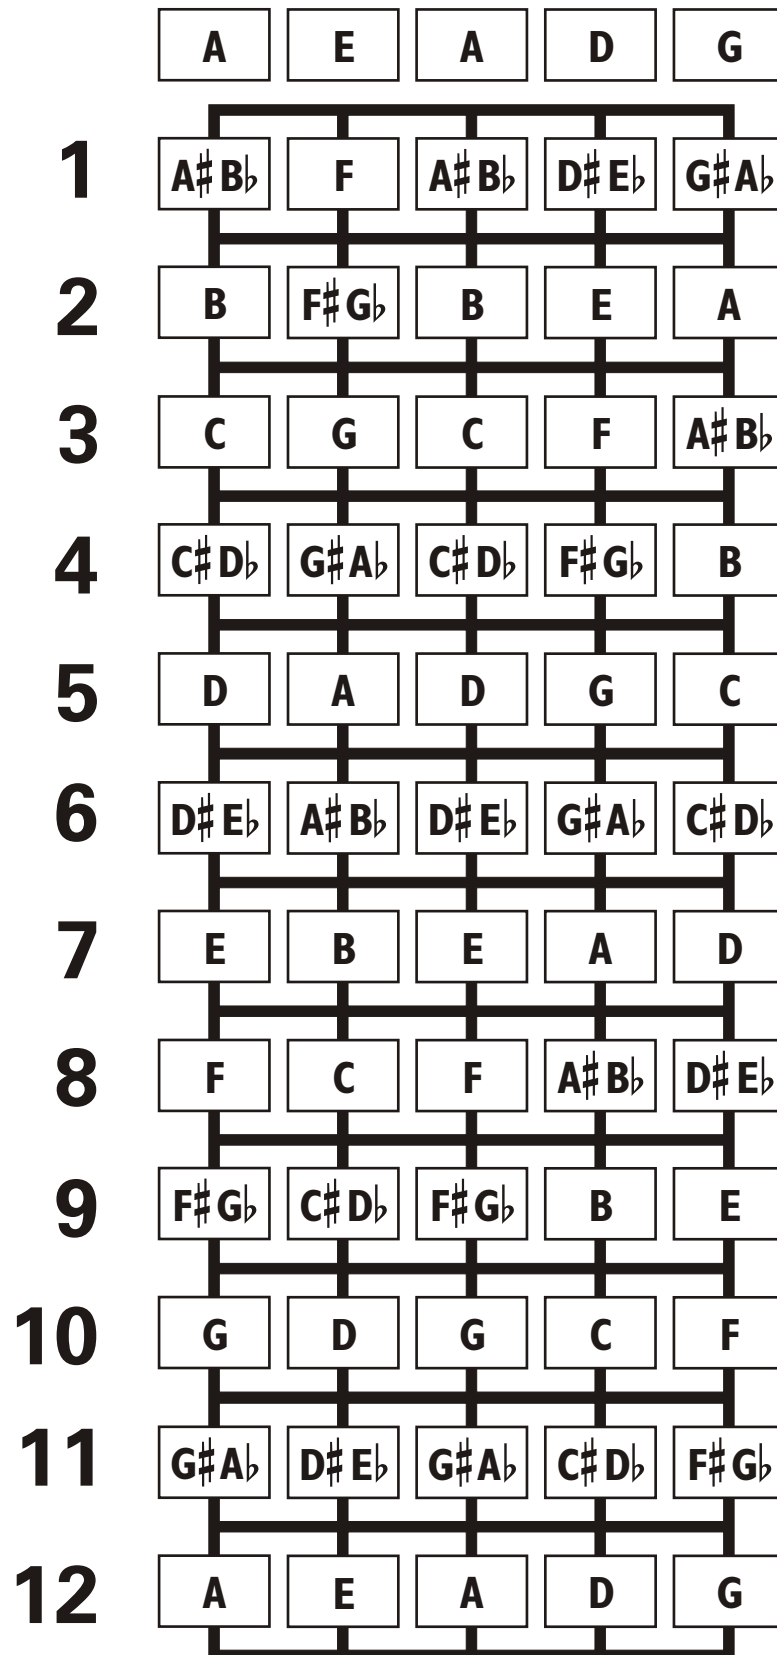 A E A D G
1 A♯B♭ F A♯B♭ D♯E♭ G♯A♭
2 B F♯G♭ B E A
3 C G C F A♯B♭
4 C♯D♭ G♯A♭ C♯D♭ F♯G♭ B
5 D A D G C
6 D♯E♭ A♯B♭ D♯E♭ G♯A♭ C♯D♭
7 E B E A D
8 F C F A♯B♭ D♯E♭
9 F♯G♭ C♯D♭ F♯G♭ B E
10 G D G C F
11 G♯A♭ D♯E♭ G♯A♭ C♯D♭ F♯G♭
12 A E A D G